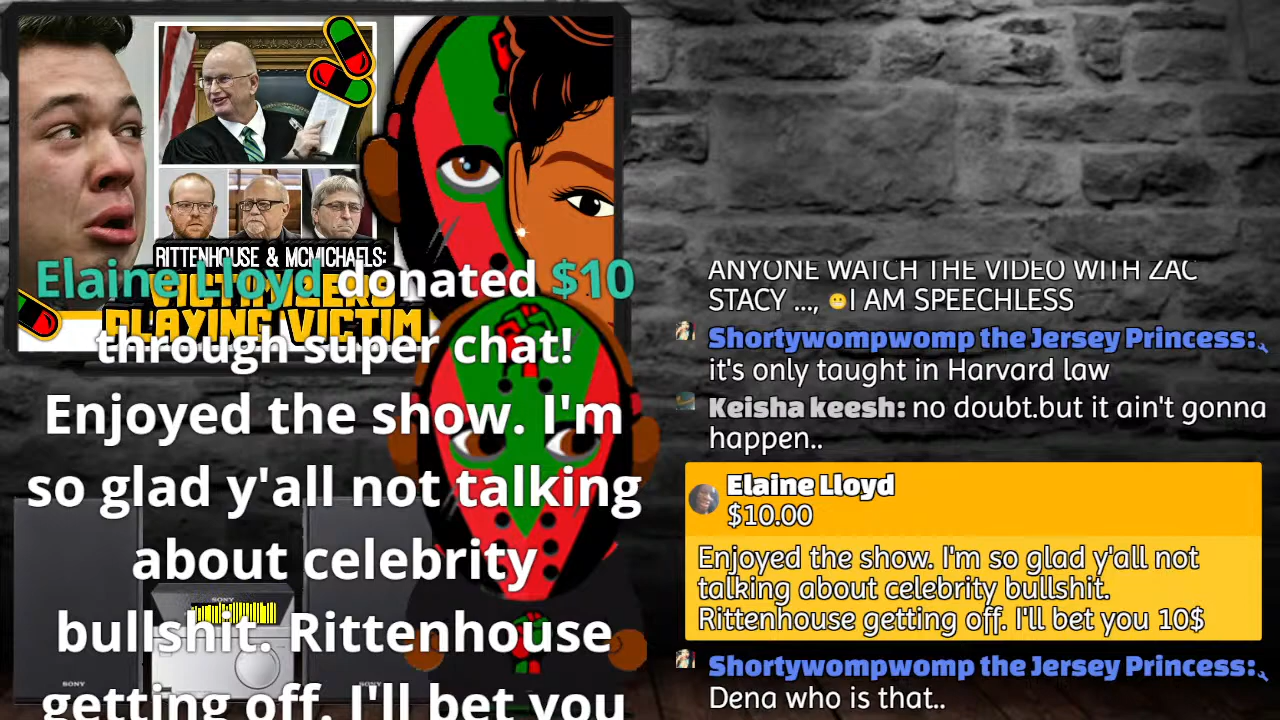 RITTENHOUSE & MCMICHAELS:
PLAYING VICTIM
Elaine Lloyd donated $10
through super chat!
Enjoyed the show. I'm
so glad y'all not talking
about celebrity
bullshit. Rittenhouse
getting off. I'll bet you
SONY
SONY
SONY
ANYONE WATCH THE VIDEO WITH ZAC
STACY ..., 😬I AM SPEECHLESS
Shortywompwomp the Jersey Princess:
it's only taught in Harvard law
Keisha keesh: no doubt.but it ain't gonna
happen..
Elaine Lloyd
$10.00
Enjoyed the show. I'm so glad y'all not
talking about celebrity bullshit.
Rittenhouse getting off. I'll bet you 10$
Shortywompwomp the Jersey Princess:
Dena who is that..